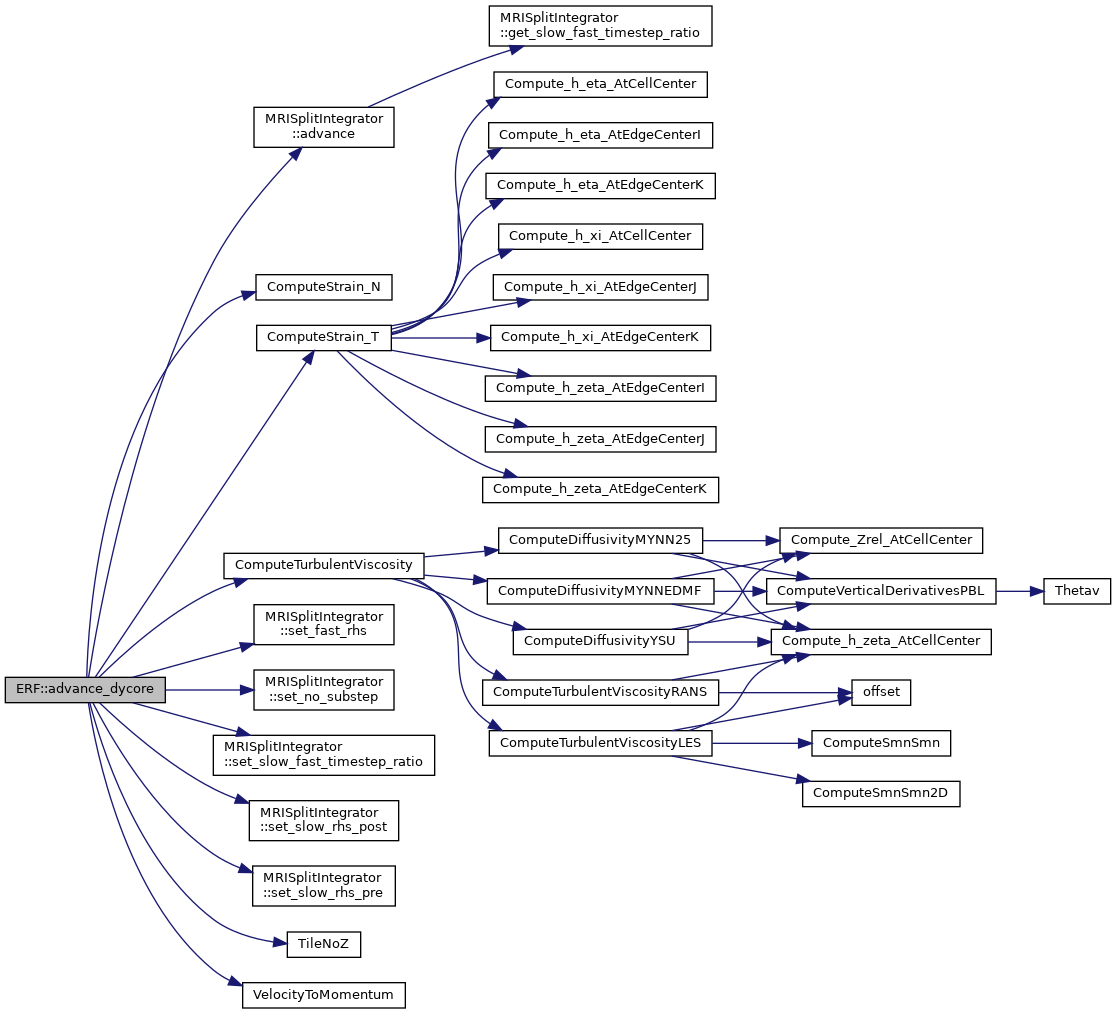 MRISplitIntegrator
::get_slow_fast_timestep_ratio
Compute_h_eta_AtCellCenter
MRISplitIntegrator
::advance
Compute_h_eta_AtEdgeCenterI
Compute_h_eta_AtEdgeCenterK
Compute_h_xi_AtCellCenter
ComputeStrain_N
Compute_h_xi_AtEdgeCenterJ
ComputeStrain_T
Compute_h_xi_AtEdgeCenterK
Compute_h_zeta_AtEdgeCenterI
Compute_h_zeta_AtEdgeCenterJ
Compute_h_zeta_AtEdgeCenterK
ComputeDiffusivityMYNN25
Compute_Zrel_AtCellCenter
ComputeTurbulentViscosity
ComputeDiffusivityMYNNEDMF
ComputeVerticalDerivativesPBL
Thetav
MRISplitIntegrator
::set_fast_rhs
ComputeDiffusivityYSU
Compute_h_zeta_AtCellCenter
ERF::advance_dycore
MRISplitIntegrator
::set_no_substep
ComputeTurbulentViscosityRANS
offset
MRISplitIntegrator
::set_slow_fast_timestep_ratio
ComputeTurbulentViscosityLES
ComputeSmnSmn
ComputeSmnSmn2D
MRISplitIntegrator
::set_slow_rhs_post
MRISplitIntegrator
::set_slow_rhs_pre
TileNoZ
VelocityToMomentum